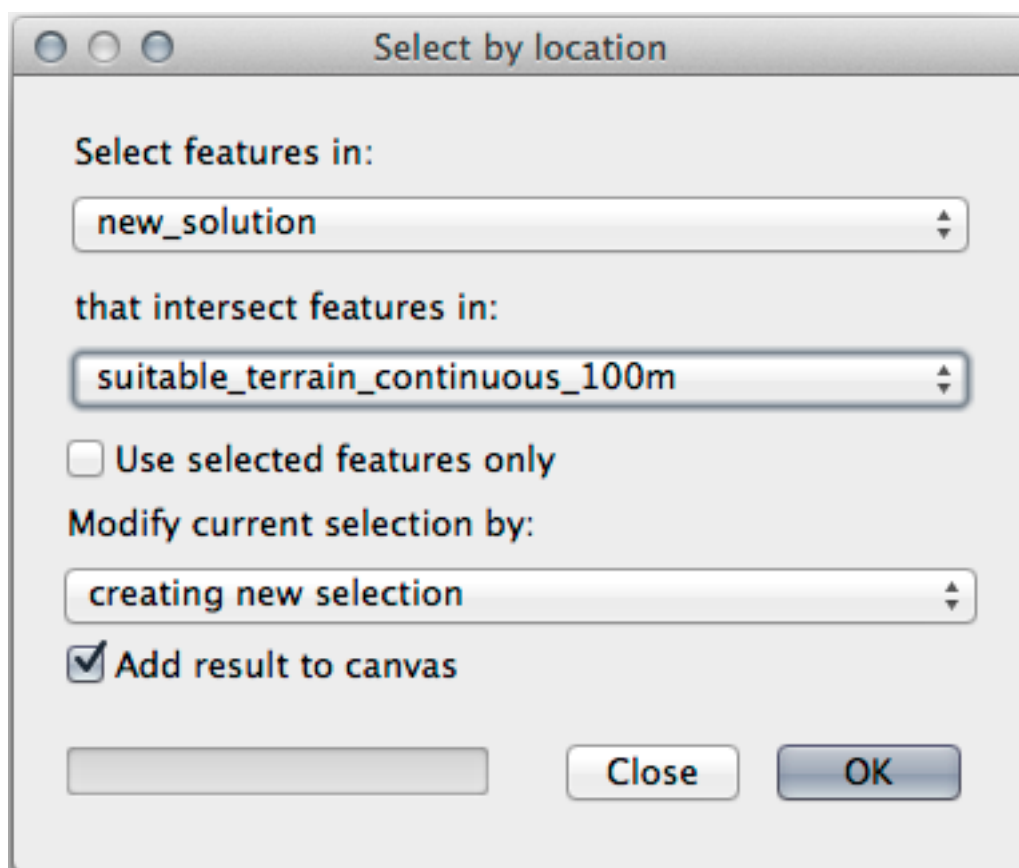 Select by location
Select features in:
new_solution
that intersect features in:
suitable_terrain_continuous_100m
Use selected features only
Modify current selection by:
creating new selection
Add result to canvas
Close OK